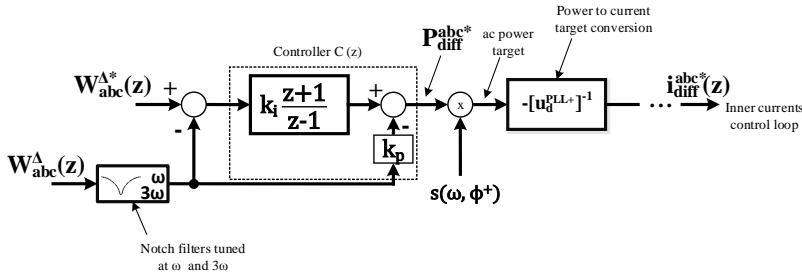 Controller C (z)
P_diff^abc*
ac power
target
Power to current
target conversion
W_abc^Δ*(z)
+
-
k_i z+1
z-1
+
-
k_p
x
-[u_d^PLL+]^-1
...
i_diff^abc*(z)
Inner currents
control loop
W_abc^Δ(z)
ω
3ω
s(ω, ϕ^+)
Notch filters tuned
at ω and 3ω